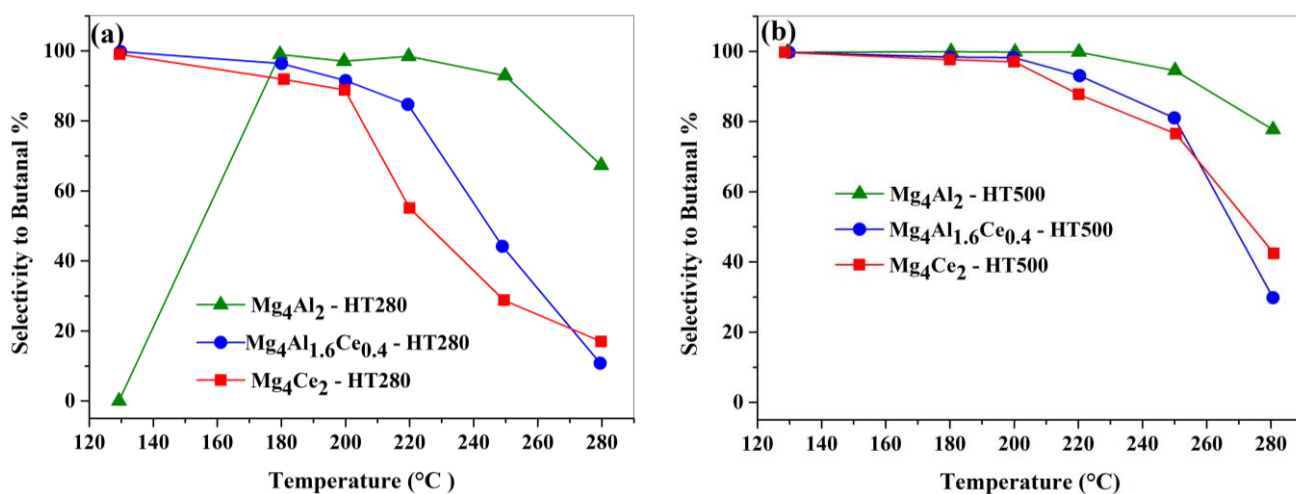 (a)
Selectivity to Butanal %
100
80
60
40
20
0
Mg4Al2 - HT280
Mg4Al1.6Ce0.4 - HT280
Mg4Ce2 - HT280
120 140 160 180 200 220 240 260 280
Temperature (°C )
(b)
Selectivity to Butanal %
100
80
60
40
20
0
Mg4Al2 - HT500
Mg4Al1.6Ce0.4 - HT500
Mg4Ce2 - HT500
120 140 160 180 200 220 240 260 280
Temperature (°C)